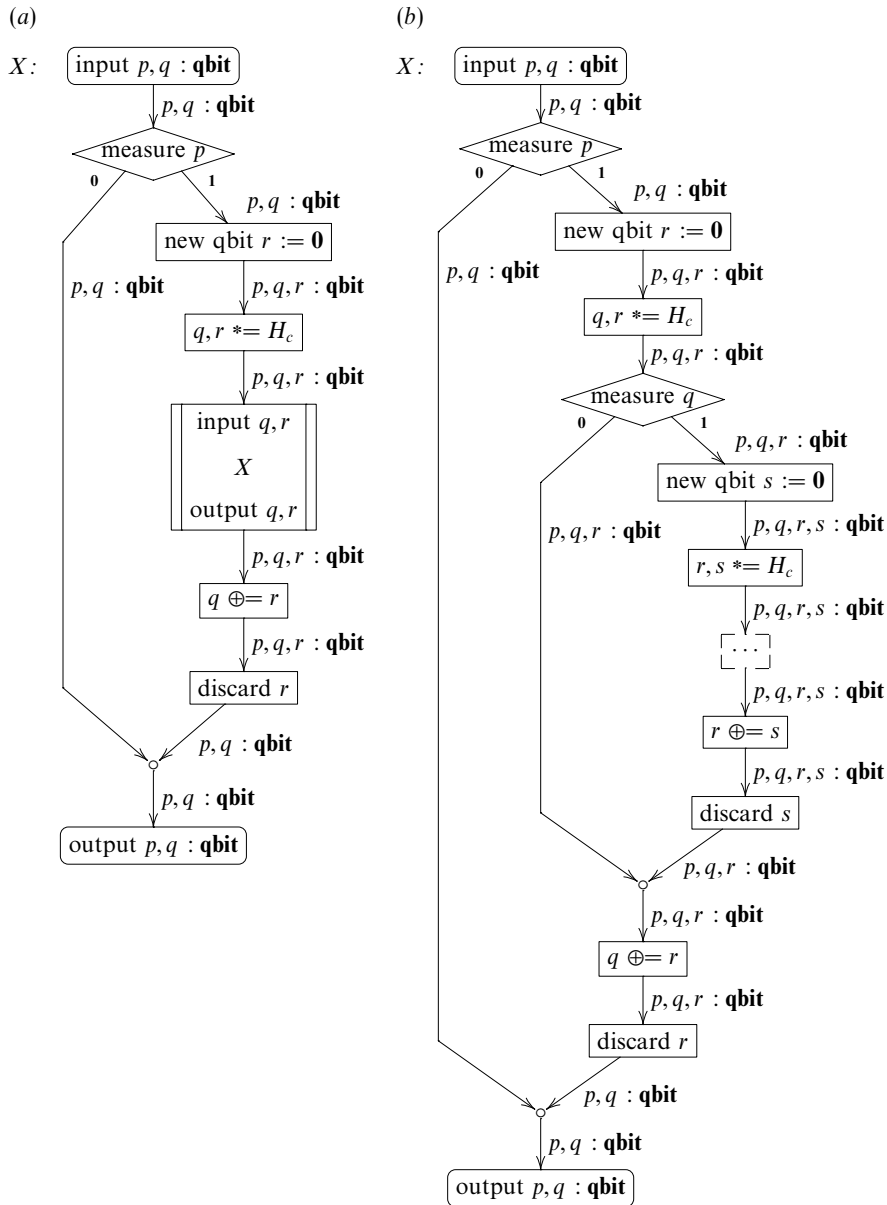 (a)
X: input p, q : qbit
p, q : qbit
measure p
0 1
p, q : qbit
new qbit r := 0
p, q : qbit
p, q, r : qbit
q, r *= H_c
p, q, r : qbit
input q, r
X
output q, r
p, q, r : qbit
q ⊕= r
p, q, r : qbit
discard r
p, q : qbit
p, q : qbit
output p, q : qbit
(b)
X: input p, q : qbit
p, q : qbit
measure p
0 1
p, q : qbit
new qbit r := 0
p, q : qbit
p, q, r : qbit
q, r *= H_c
p, q, r : qbit
measure q
0 1
p, q, r : qbit
new qbit s := 0
p, q, r : qbit
p, q, r, s : qbit
r, s *= H_c
p, q, r, s : qbit
···
p, q, r, s : qbit
r ⊕= s
p, q, r, s : qbit
discard s
p, q, r : qbit
p, q, r : qbit
q ⊕= r
p, q, r : qbit
discard r
p, q : qbit
p, q : qbit
output p, q : qbit